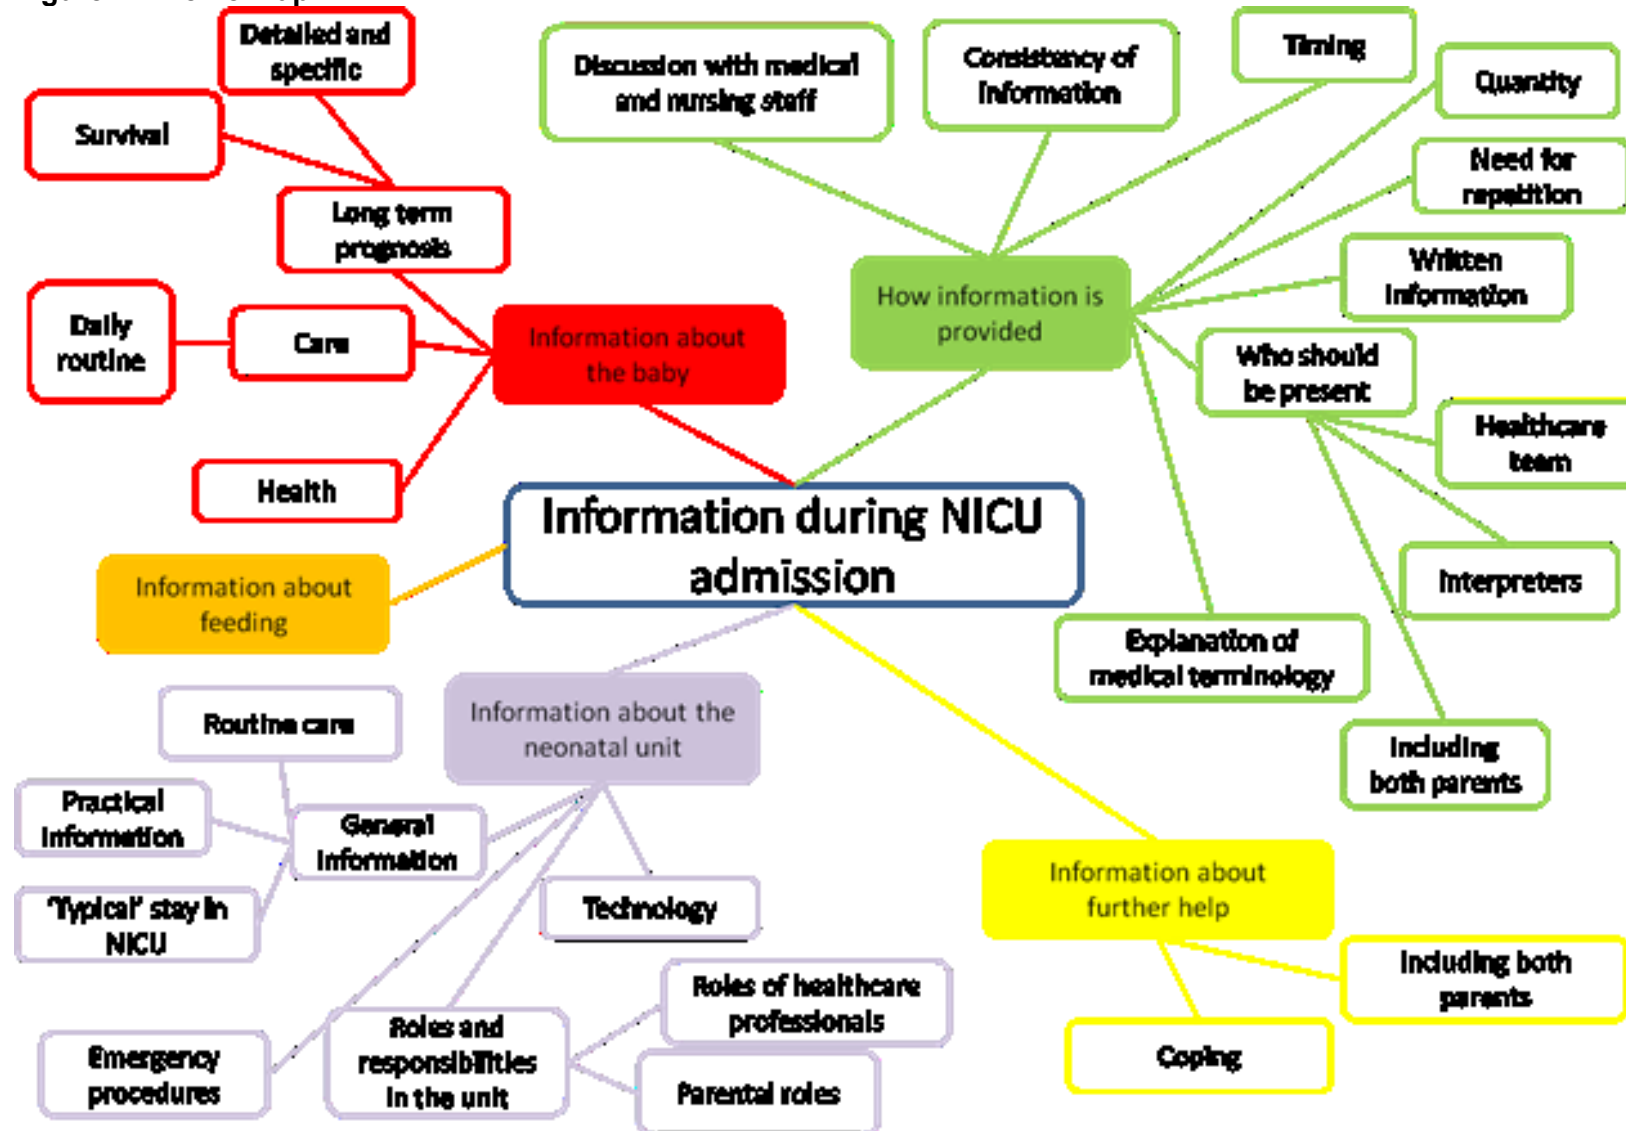 Detailed and
specific
Survival
Long term
prognosis
Daily
routine
Care
Health
Information about
the baby
Discussion with medical
and nursing staff
Consistency of
information
Timing
Quantity
Need for
repetition
Written
information
How information is
provided
Who should
be present
Healthcare
team
Interpreters
Including
both parents
Explanation of
medical terminology
Information during NICU
admission
Information about
feeding
Information about the
neonatal unit
Routine care
Practical
information
General
information
'Typical' stay in
NICU
Technology
Emergency
procedures
Roles and
responsibilities
in the unit
Roles of healthcare
professionals
Parental roles
Information about
further help
Including both
parents
Coping